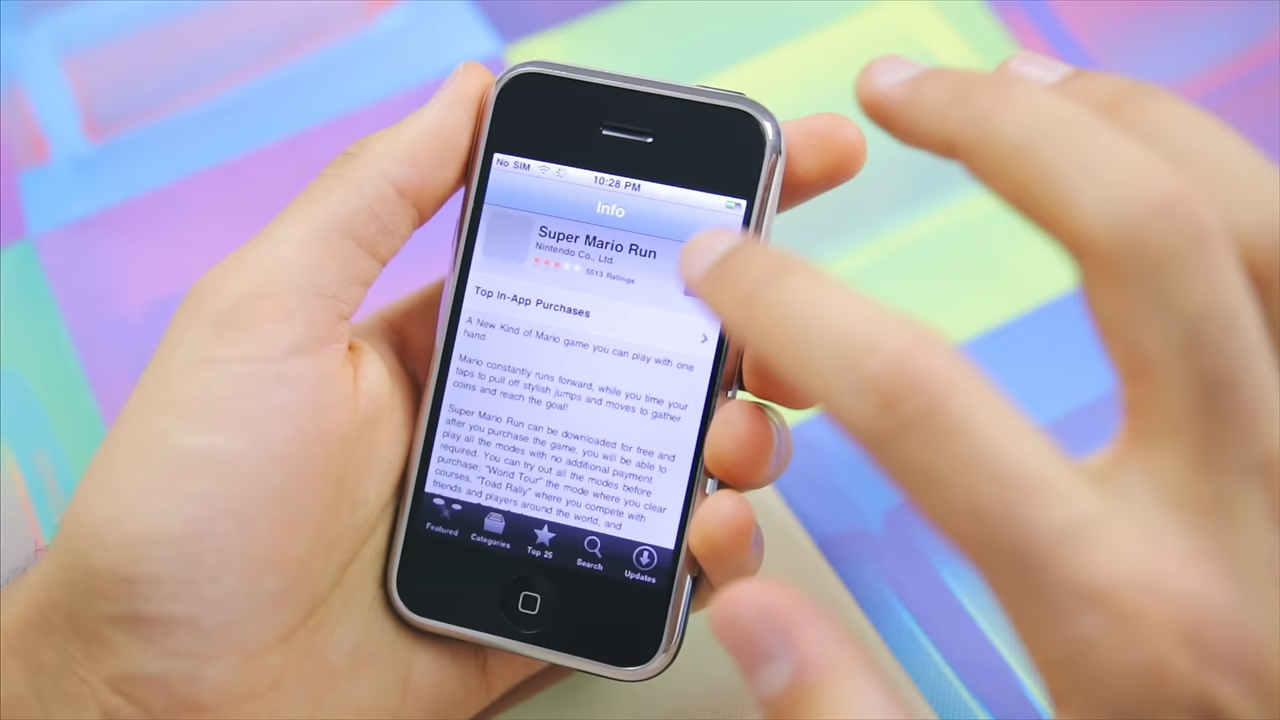 No SIM
10:28 PM
Info
Super Mario Run
Nintendo Co., Ltd.
5513 Ratings
Top In-App Purchases
A New Kind of Mario game you can play with one
hand.
Mario constantly runs forward, while you time your
taps to pull off stylish jumps and moves to gather
coins and reach the goal!
Super Mario Run can be downloaded for free and
after you purchase the game, you will be able to
play all the modes with no additional payment
required. You can try out all the modes before
purchase; "World Tour" the mode where you clear
courses, "Toad Rally" where you compete with
friends and players around the world, and
Featured
Categories
Top 25
Search
Updates